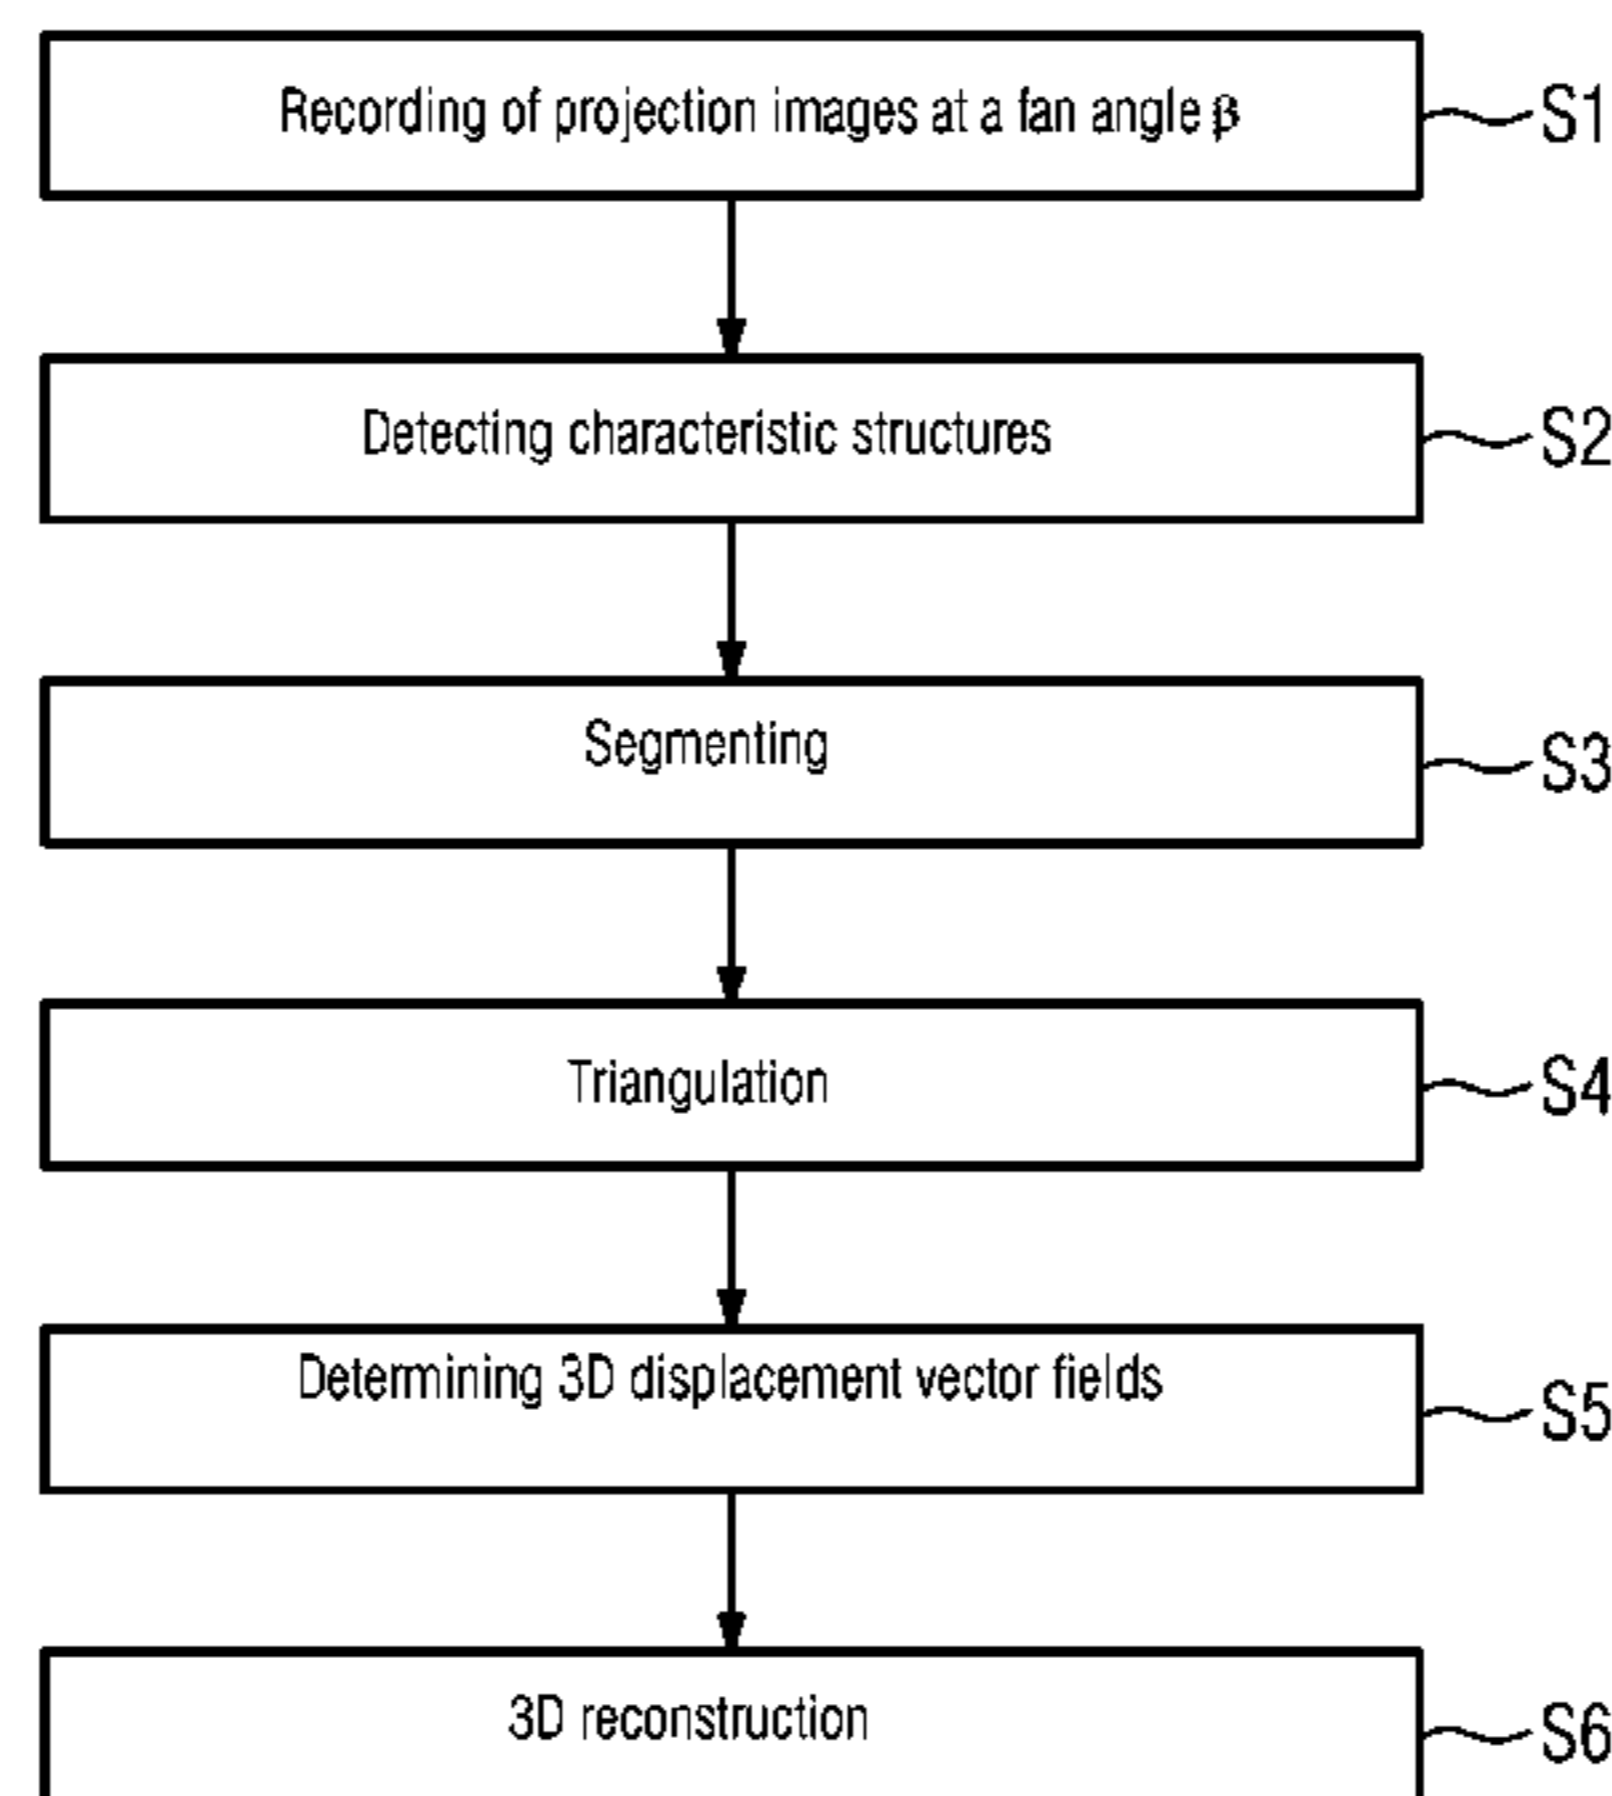 Recording of projection images at a fan angle β
S1
Detecting characteristic structures
S2
Segmenting
S3
Triangulation
S4
Determining 3D displacement vector fields
S5
3D reconstruction
S6